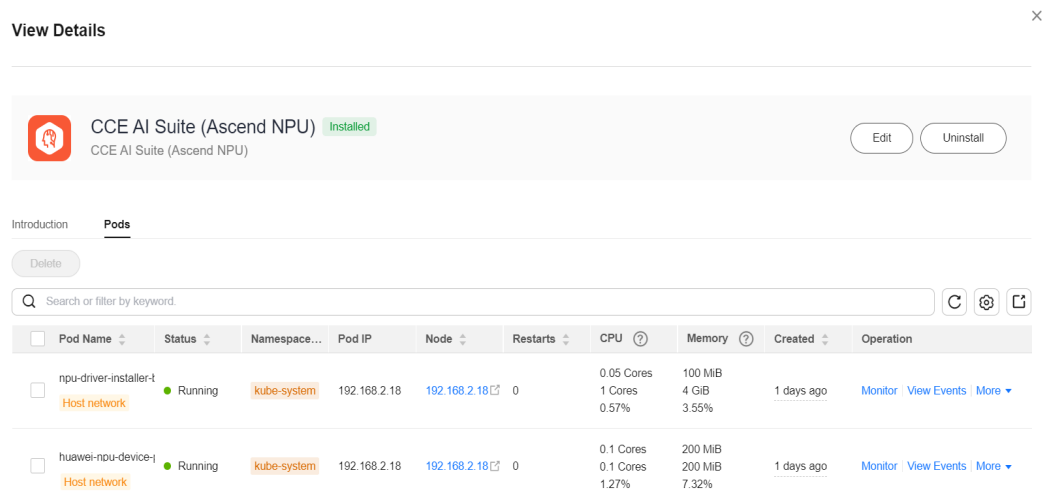 View Details
CCE AI Suite (Ascend NPU) Installed
CCE AI Suite (Ascend NPU)
Edit Uninstall
Introduction Pods
Delete
Search or filter by keyword.
Pod Name Status Namespace... Pod IP Node Restarts CPU Memory Created Operation
npu-driver-installer- Running kube-system 192.168.2.18 192.168.2.18 0 0.05 Cores 100 MiB 1 days ago Monitor View Events More
Host network 1 Cores 4 GiB
0.57% 3.55%
huawei-npu-device- Running kube-system 192.168.2.18 192.168.2.18 0 0.1 Cores 200 MiB 1 days ago Monitor View Events More
Host network 0.1 Cores 200 MiB
1.27% 7.32%